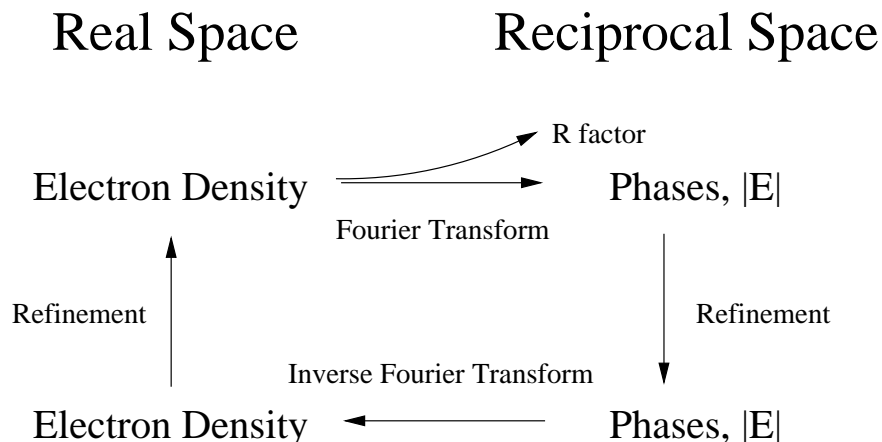 Real Space
Reciprocal Space
R factor
Electron Density
Phases, |E|
Fourier Transform
Refinement
Refinement
Inverse Fourier Transform
Electron Density
Phases, |E|